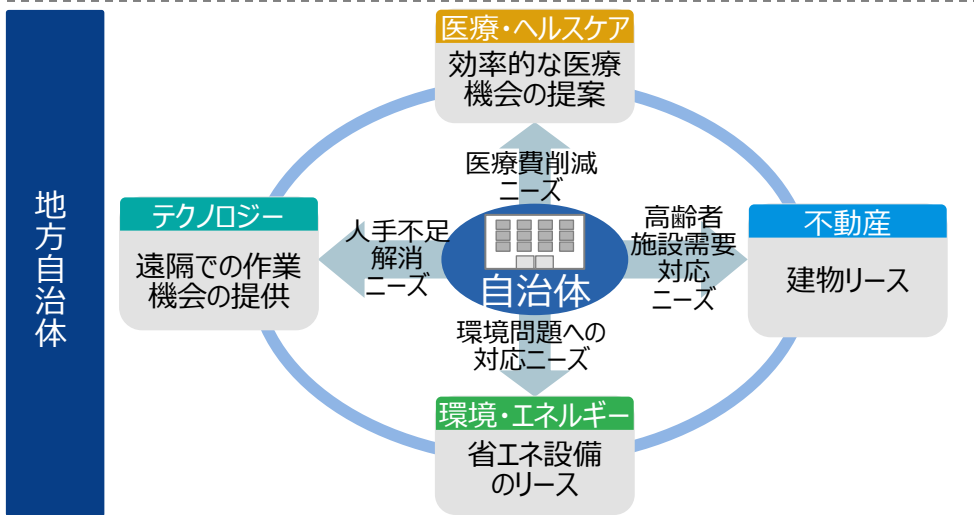 地方自治体
医療・ヘルスケア
効率的な医療
機会の提案
医療費削減
ニーズ
テクノロジー
遠隔での作業
機会の提供
人手不足
解消
ニーズ
自治体
高齢者
施設需要
対応
ニーズ
不動産
建物リース
環境問題への
対応ニーズ
環境・エネルギー
省エネ設備
のリース